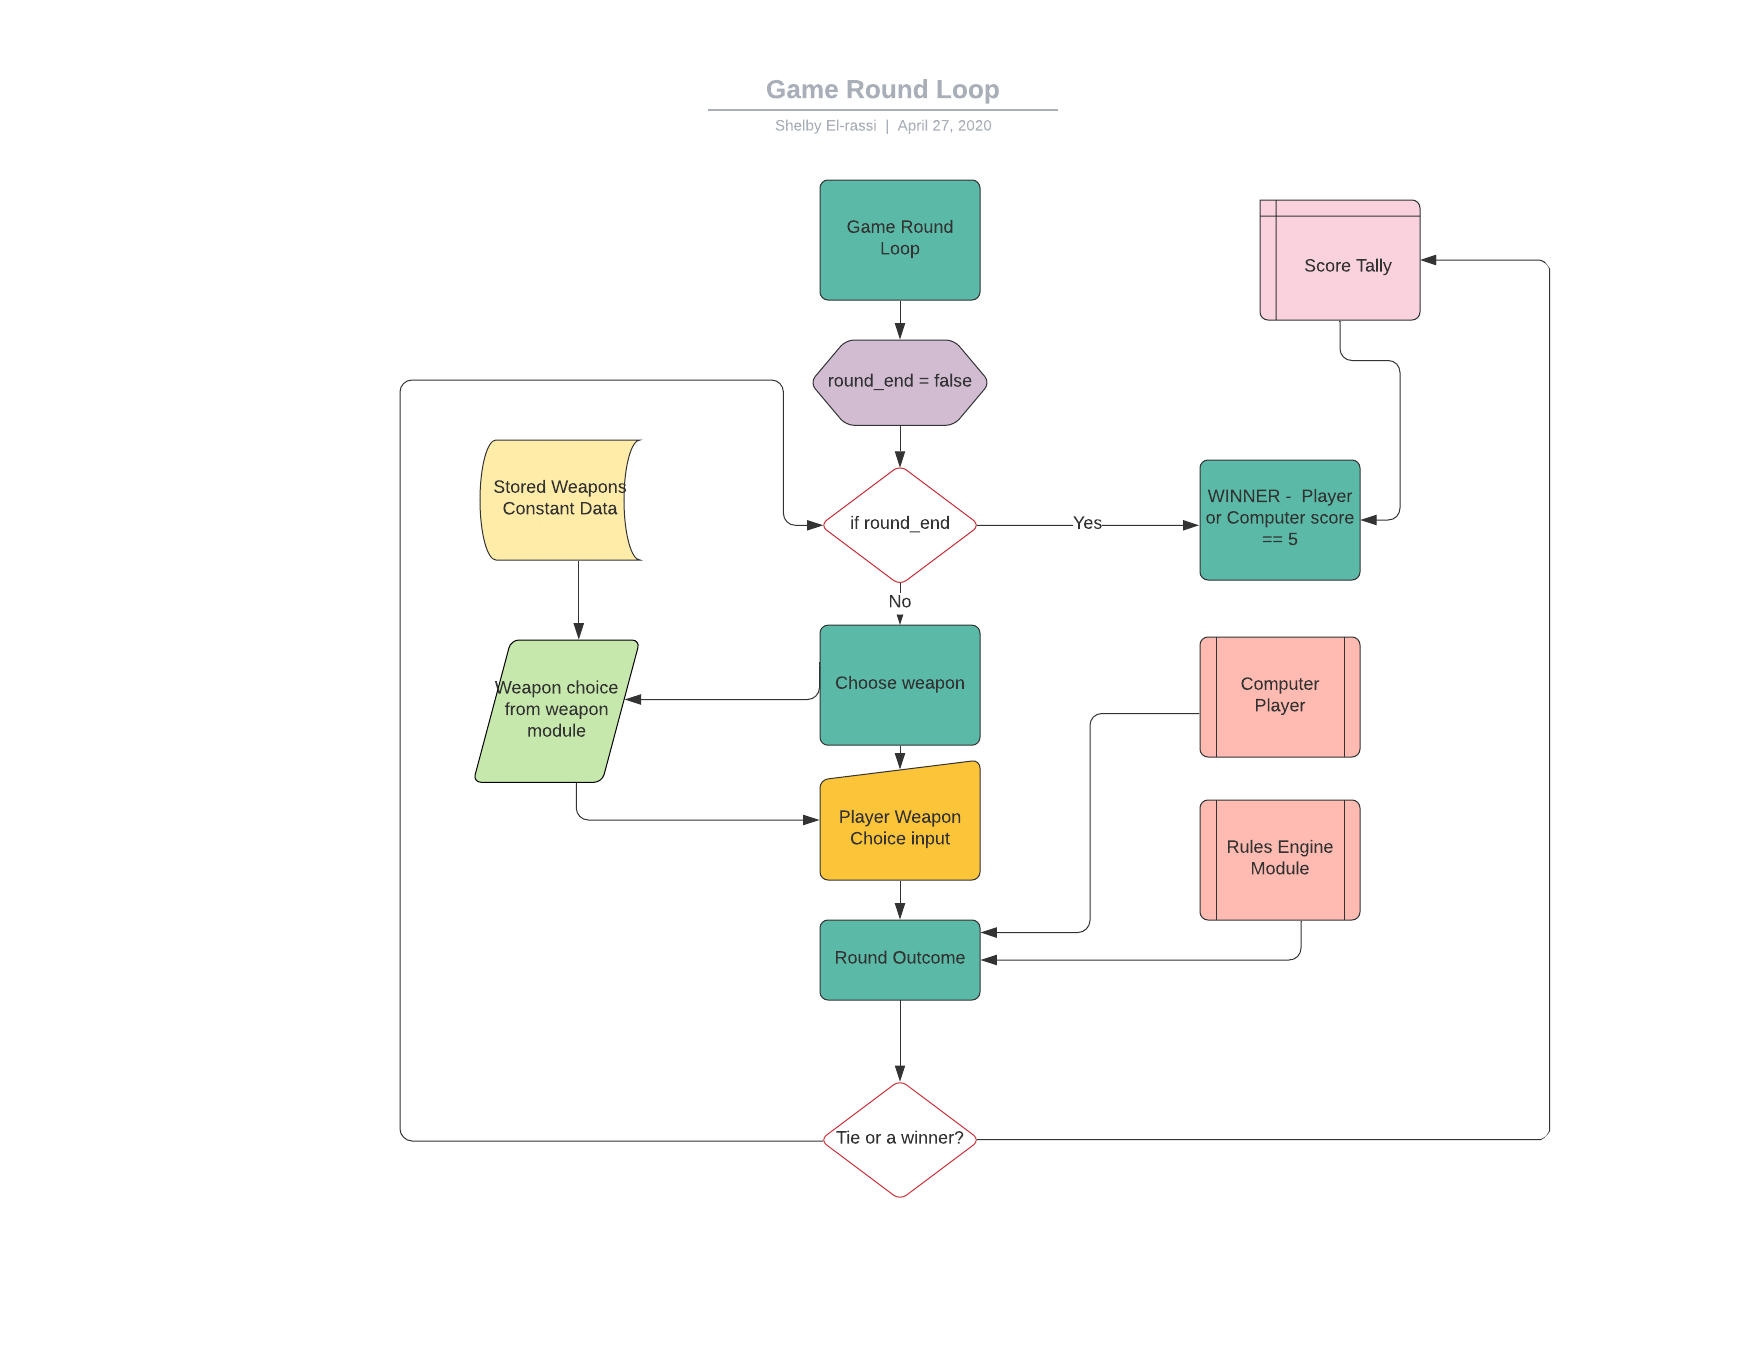 Game Round Loop
Shelby El-rassi | April 27, 2020
Game Round
Loop
Score Tally
round_end = false
Stored Weapons
Constant Data
if round_end
Yes
WINNER - Player
or Computer score
== 5
No
Weapon choice
from weapon
module
Choose weapon
Computer
Player
Player Weapon
Choice input
Rules Engine
Module
Round Outcome
Tie or a winner?